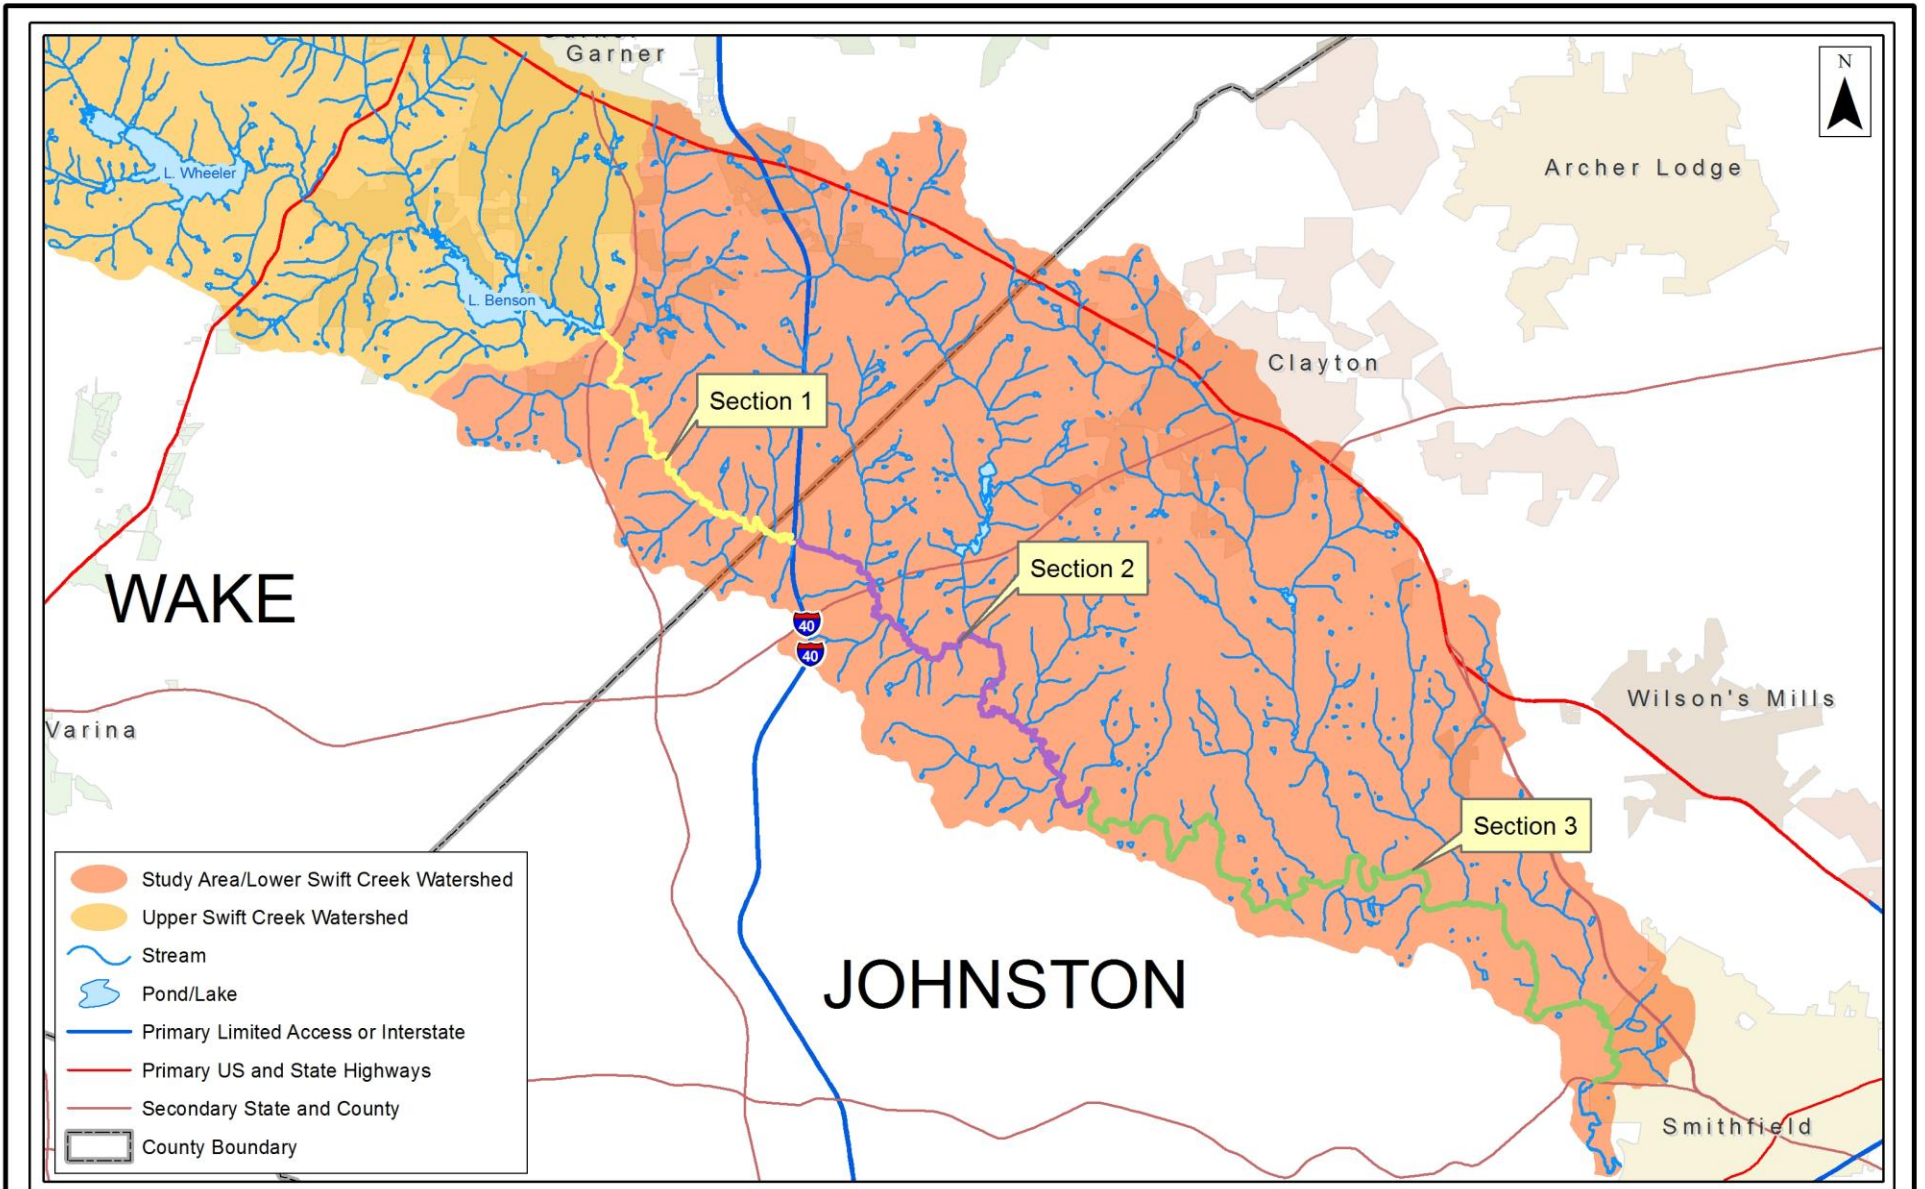 Garner
N
Archer Lodge
L. Wheeler
L. Benson
Clayton
Section 1
Section 2
WAKE
40
40
Wilson's Mills
Varina
Section 3
JOHNSTON
Smithfield
Study Area/Lower Swift Creek Watershed
Upper Swift Creek Watershed
Stream
Pond/Lake
Primary Limited Access or Interstate
Primary US and State Highways
Secondary State and County
County Boundary